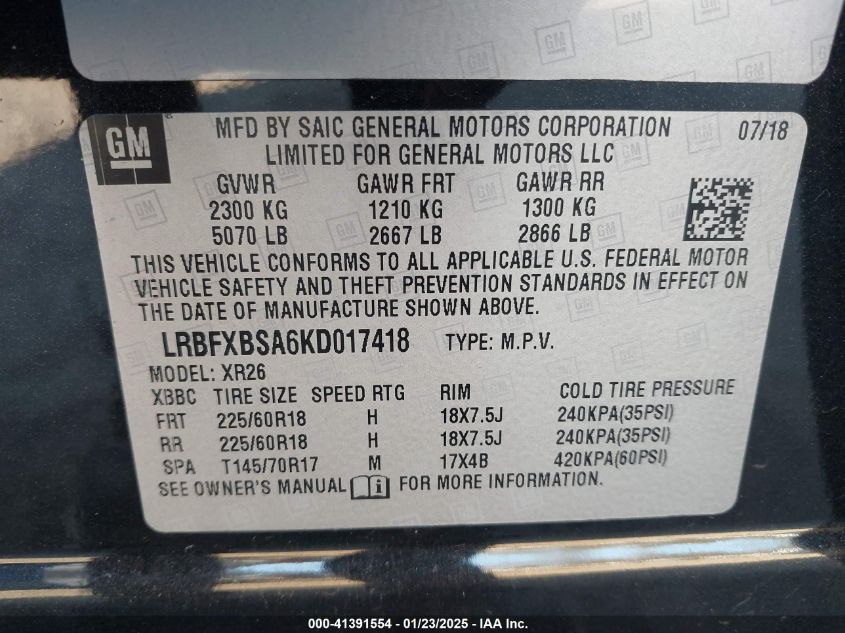 GM
MFD BY SAIC GENERAL MOTORS CORPORATION 07/18
LIMITED FOR GENERAL MOTORS LLC
GVWR GAWR FRT GAWR RR
2300 KG 1210 KG 1300 KG
5070 LB 2667 LB 2866 LB
THIS VEHICLE CONFORMS TO ALL APPLICABLE U.S. FEDERAL MOTOR
VEHICLE SAFETY AND THEFT PREVENTION STANDARDS IN EFFECT ON
THE DATE OF MANUFACTURE SHOWN ABOVE.
LRBFXBSA6KD017418 TYPE: M.P.V.
MODEL: XR26
XBBC TIRE SIZE SPEED RTG RIM COLD TIRE PRESSURE
FRT 225/60R18 H 18X7.5J 240KPA(35PSI)
RR 225/60R18 H 18X7.5J 240KPA(35PSI)
SPA T145/70R17 M 17X4B 420KPA(60PSI)
SEE OWNER'S MANUAL i FOR MORE INFORMATION.
000-41391554 / 01/23/2025 - IAA Inc.